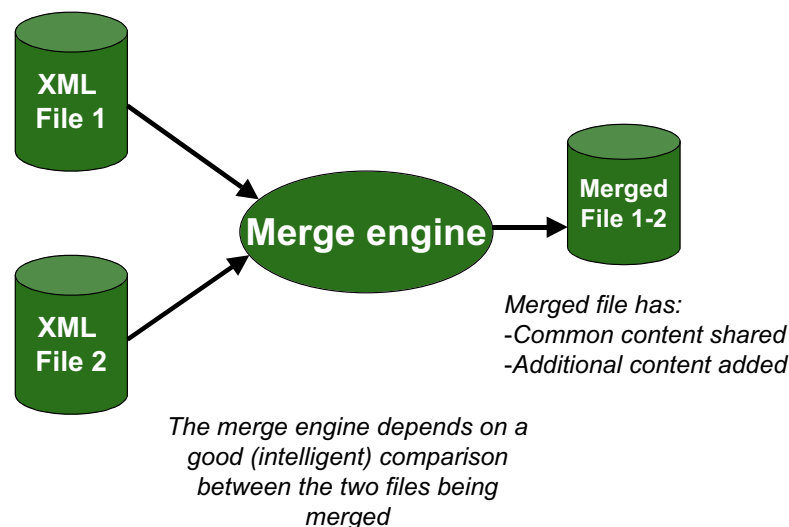 XML
File 1
Merge engine
Merged
File 1-2
XML
File 2
Merged file has:
-Common content shared
-Additional content added
The merge engine depends on a
good (intelligent) comparison
between the two files being
merged